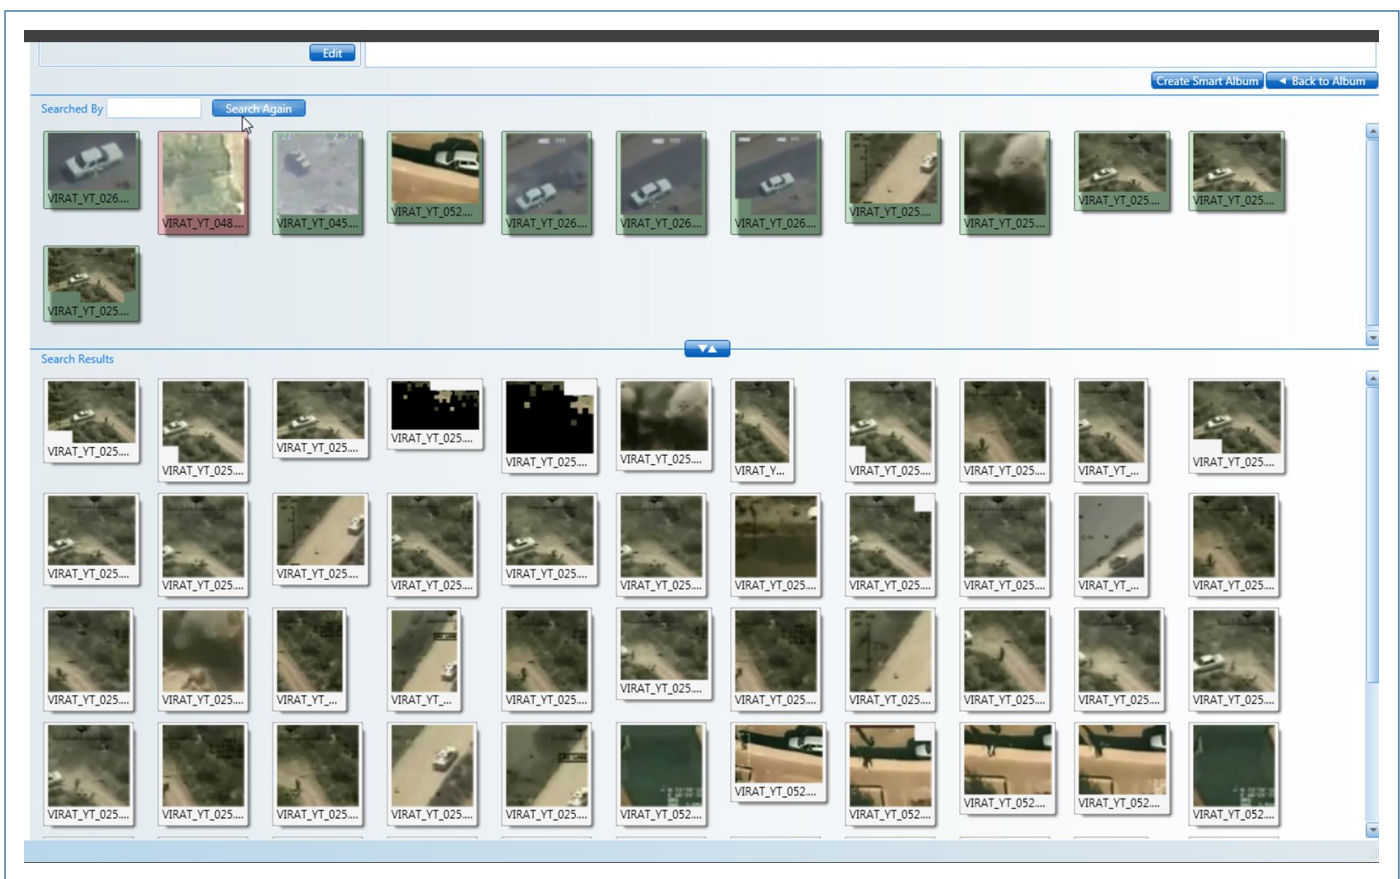 Edit
Create Smart Album ◄ Back to Album
Searched By Search Again
VIRAT_YT_026.... VIRAT_YT_048.... VIRAT_YT_045.... VIRAT_YT_052.... VIRAT_YT_026.... VIRAT_YT_026.... VIRAT_YT_026.... VIRAT_YT_025.... VIRAT_YT_025.... VIRAT_YT_025.... VIRAT_YT_025....
VIRAT_YT_025....
Search Results
VIRAT_YT_025.... VIRAT_YT_025.... VIRAT_YT_025.... VIRAT_YT_025.... VIRAT_YT_025.... VIRAT_YT_025.... VIRAT_Y... VIRAT_YT_025.... VIRAT_YT_025.... VIRAT_YT_... VIRAT_YT_025....
VIRAT_YT_025.... VIRAT_YT_025.... VIRAT_YT_025.... VIRAT_YT_025.... VIRAT_YT_025.... VIRAT_YT_025.... VIRAT_YT_025.... VIRAT_YT_025.... VIRAT_YT_025.... VIRAT_YT_... VIRAT_YT_025....
VIRAT_YT_025.... VIRAT_YT_025.... VIRAT_YT_... VIRAT_YT_... VIRAT_YT_025.... VIRAT_YT_025.... VIRAT_YT_025.... VIRAT_YT_025.... VIRAT_YT_025.... VIRAT_YT_025.... VIRAT_YT_025....
VIRAT_YT_025.... VIRAT_YT_025.... VIRAT_YT_025.... VIRAT_YT_025.... VIRAT_YT_025.... VIRAT_YT_052.... VIRAT_YT_052.... VIRAT_YT_052.... VIRAT_YT_052.... VIRAT_YT_052.... VIRAT_YT_052....